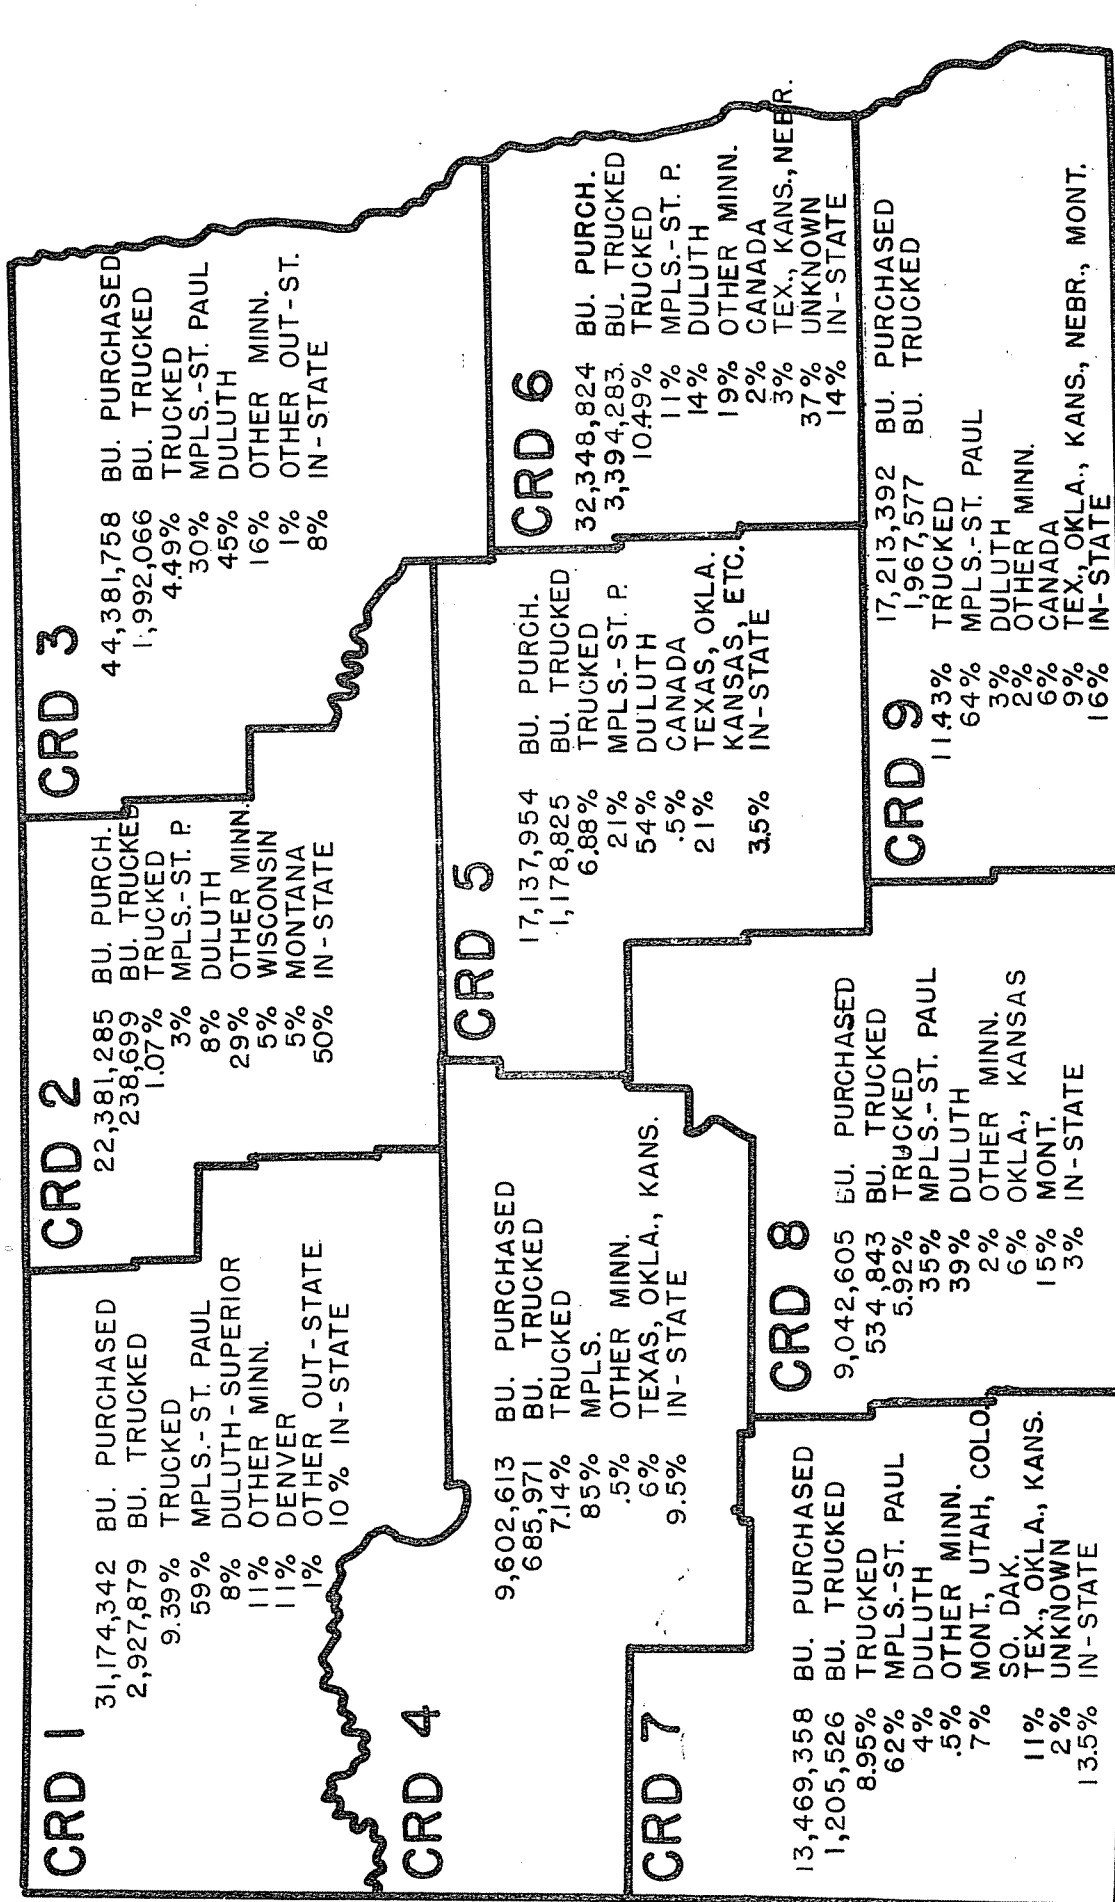 CRD 1
31,174,342 BU. PURCHASED
2,927,879 BU. TRUCKED
9.39% TRUCKED
59% MPLS.-ST. PAUL
8% DULUTH-SUPERIOR
11% OTHER MINN.
11% DENVER
1% OTHER OUT-STATE
10% IN-STATE
CRD 2
22,381,285 BU. PURCH.
238,699 BU. TRUCKED
1.07% TRUCKED
3% MPLS.-ST. P.
8% DULUTH
29% OTHER MINN.
5% WISCONSIN
5% MONTANA
50% IN-STATE
CRD 3
44,381,758 BU. PURCHASED
1,992,066 BU. TRUCKED
4.49% TRUCKED
30% MPLS.-ST. PAUL
45% DULUTH
16% OTHER MINN.
1% OTHER OUT-ST.
8% IN-STATE
CRD 4
9,602,613 BU. PURCHASED
685,971 BU. TRUCKED
7.14% TRUCKED
85% MPLS.
.5% OTHER MINN.
6% TEXAS, OKLA., KANS.
9.5% IN-STATE
CRD 5
17,137,954 BU. PURCH.
1,178,825 BU. TRUCKED
6.88% TRUCKED
21% MPLS.-ST. P.
54% DULUTH
.5% CANADA
21% TEXAS, OKLA.
KANSAS, ETC.
3.5% IN-STATE
CRD 6
32,348,824 BU. PURCH.
3,394,283 BU. TRUCKED
10.49% TRUCKED
11% MPLS.-ST. P.
14% DULUTH
19% OTHER MINN.
2% CANADA
3% TEX., KANS., NEBR.
37% UNKNOWN
14% IN-STATE
CRD 7
13,469,358 BU. PURCHASED
1,205,526 BU. TRUCKED
8.95% TRUCKED
62% MPLS.-ST. PAUL
4% DULUTH
.5% OTHER MINN.
7% MONT., UTAH, COLO.
SO. DAK.
11% TEX., OKLA., KANS.
2% UNKNOWN
13.5% IN-STATE
CRD 8
9,042,605 BU. PURCHASED
534,843 BU. TRUCKED
5.92% TRUCKED
35% MPLS.-ST. PAUL
39% DULUTH
2% OTHER MINN.
6% OKLA., KANSAS
15% MONT.
3% IN-STATE
CRD 9
17,213,392 BU. PURCHASED
1,967,577 BU. TRUCKED
11.43% TRUCKED
64% MPLS.-ST. PAUL
3% DULUTH
2% OTHER MINN.
6% CANADA
9% TEX., OKLA., KANS., NEBR., MONT.
16% IN-STATE